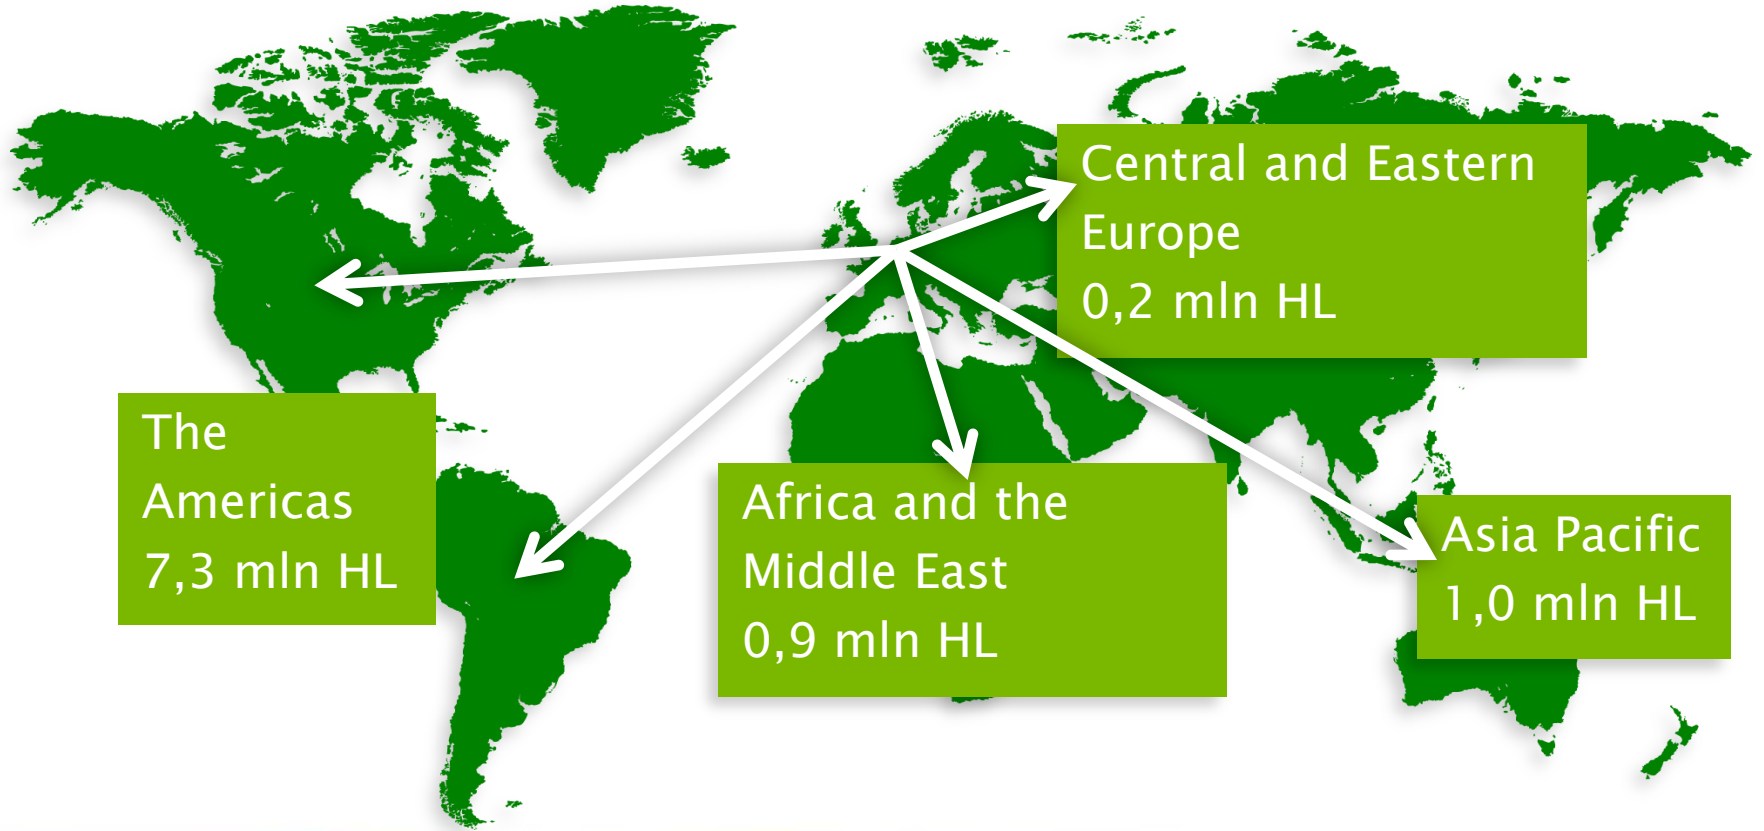 Central and Eastern
Europe
0,2 mln HL
The
Americas
7,3 mln HL
Africa and the
Middle East
0,9 mln HL
Asia Pacific
1,0 mln HL